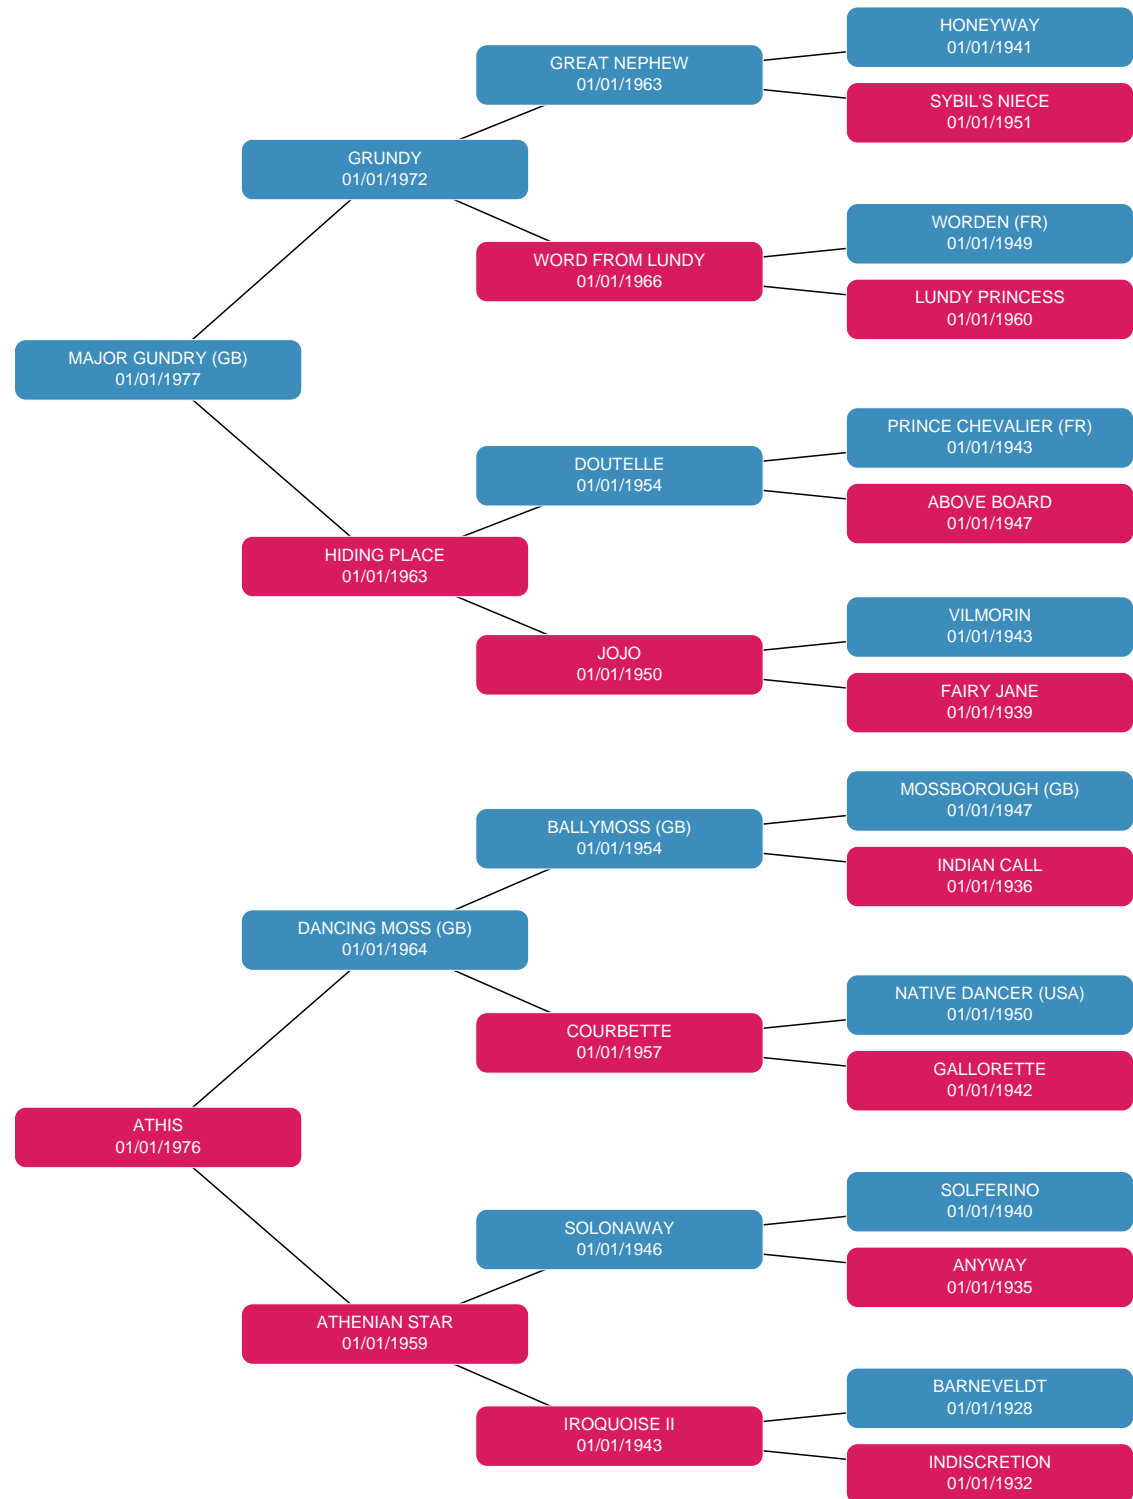 HONEYWAY
01/01/1941
GREAT NEPHEW
01/01/1963
SYBIL'S NIECE
01/01/1951
GRUNDY
01/01/1972
WORDEN (FR)
01/01/1949
WORD FROM LUNDY
01/01/1966
LUNDY PRINCESS
01/01/1960
MAJOR GUNDRY (GB)
01/01/1977
PRINCE CHEVALIER (FR)
01/01/1943
DOUTELLE
01/01/1954
ABOVE BOARD
01/01/1947
HIDING PLACE
01/01/1963
VILMORIN
01/01/1943
JOJO
01/01/1950
FAIRY JANE
01/01/1939
MOSSBOROUGH (GB)
01/01/1947
BALLYMOSS (GB)
01/01/1954
INDIAN CALL
01/01/1936
DANCING MOSS (GB)
01/01/1964
NATIVE DANCER (USA)
01/01/1950
COURBETTE
01/01/1957
GALLORETTE
01/01/1942
ATHIS
01/01/1976
SOLFERINO
01/01/1940
SOLONAWAY
01/01/1946
ANYWAY
01/01/1935
ATHENIAN STAR
01/01/1959
BARNEVELDT
01/01/1928
IROQUOISE II
01/01/1943
INDISCRETION
01/01/1932